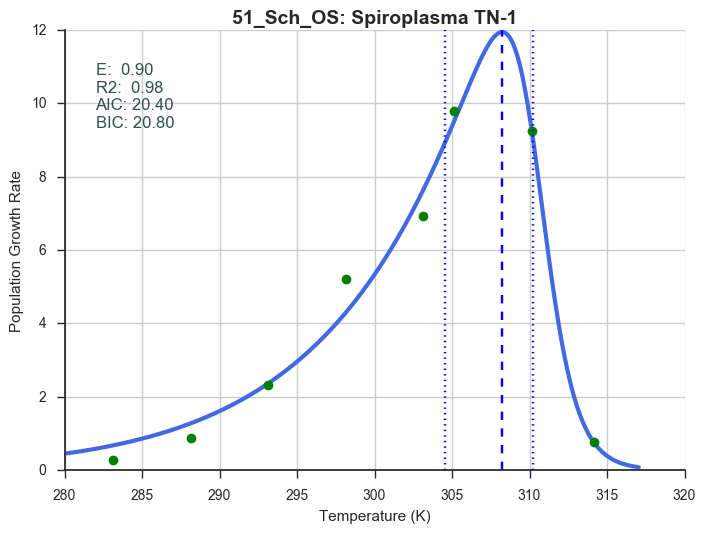 51_Sch_OS: Spiroplasma TN-1
E: 0.90
R2: 0.98
AIC: 20.40
BIC: 20.80
Population Growth Rate
12
10
8
6
4
2
0
280 285 290 295 300 305 310 315 320
Temperature (K)